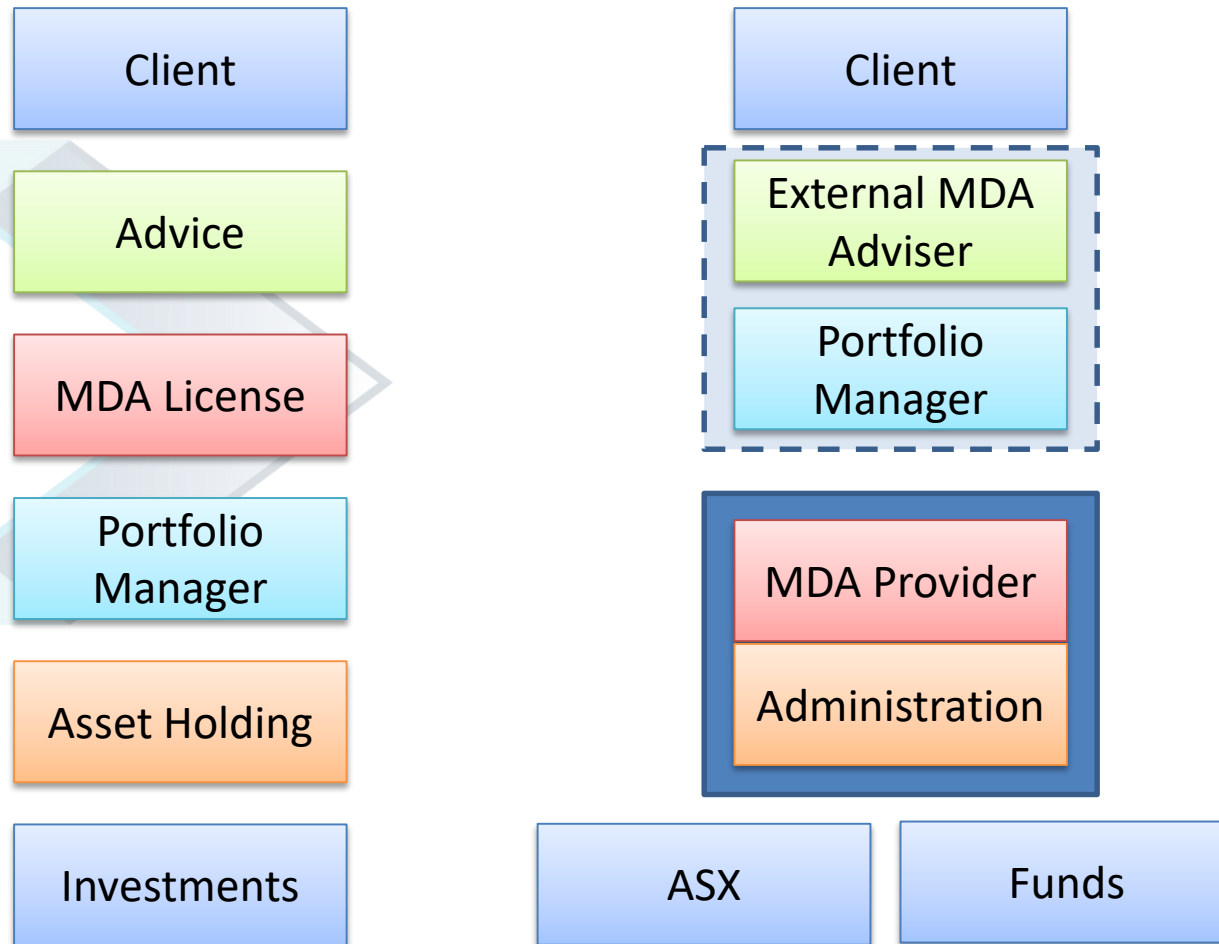 Client
Advice
MDA License
Portfolio
Manager
Asset Holding
Investments
Client
External MDA
Adviser
Portfolio
Manager
MDA Provider
Administration
ASX
Funds